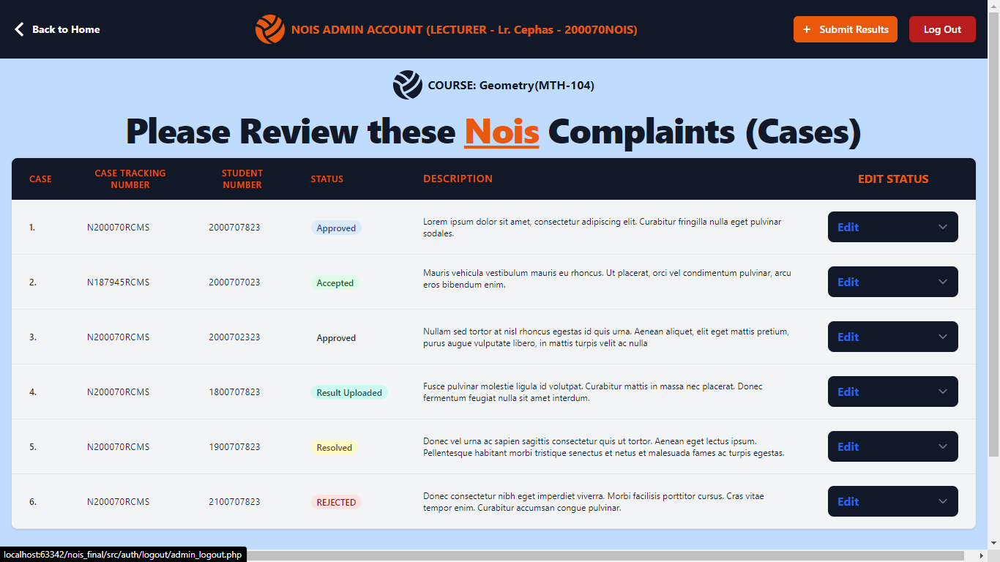 Back to Home
NOIS ADMIN ACCOUNT (LECTURER - Lr. Cephas - 200070NOIS)
+ Submit Results
Log Out
COURSE: Geometry(MTH-104)
Please Review these Nois Complaints (Cases)
CASE
CASE TRACKING
NUMBER
STUDENT
NUMBER
STATUS
DESCRIPTION
EDIT STATUS
1.
N200070RCMS
2000707823
Approved
Lorem ipsum dolor sit amet, consectetur adipiscing elit. Curabitur fringilla nulla eget pulvinar
sodales.
Edit
2.
N187945RCMS
2000707023
Accepted
Mauris vehicula vestibulum mauris eu rhoncus. Ut placerat, orci vel condimentum pulvinar, arcu
eros bibendum enim.
Edit
3.
N200070RCMS
2000702323
Approved
Nullam sed tortor at nisl rhoncus egestas id quis urna. Aenean aliquet, elit eget mattis pretium,
purus augue vulputate libero, in mattis turpis velit ac nulla
Edit
4.
N200070RCMS
1800707823
Result Uploaded
Fusce pulvinar molestie ligula id volutpat. Curabitur mattis in massa nec placerat. Donec
fermentum feugiat nulla sit amet interdum.
Edit
5.
N200070RCMS
1900707823
Resolved
Donec vel urna ac sapien sagittis consectetur quis ut tortor. Aenean eget lectus ipsum.
Pellentesque habitant morbi tristique senectus et netus et malesuada fames ac turpis egestas.
Edit
6.
N200070RCMS
2100707823
REJECTED
Donec consectetur nibh eget imperdiet viverra. Morbi facilisis porttitor cursus. Cras vitae
tempor enim. Curabitur accumsan congue pulvinar.
Edit
localhost:63342/nois_final/src/auth/logout/admin_logout.php